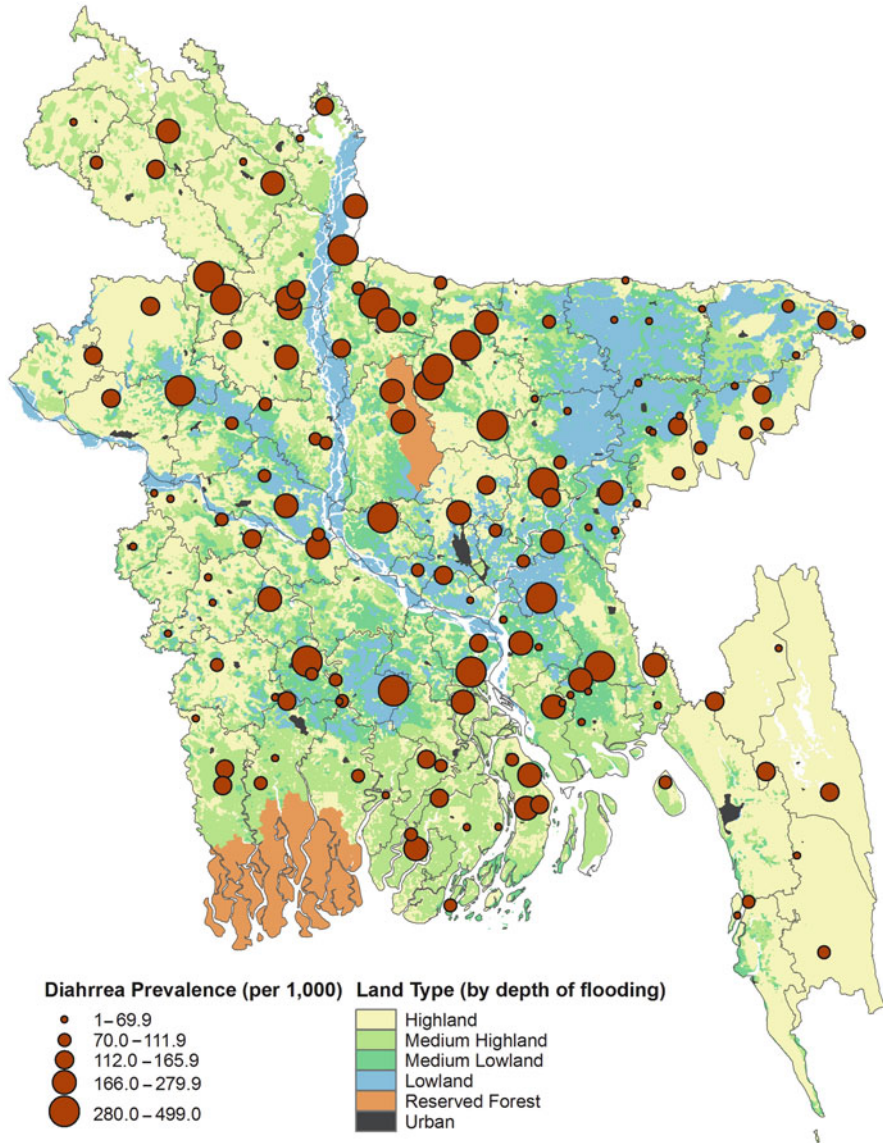 Diahrrea Prevalence (per 1,000)
1–69.9
70.0–111.9
112.0–165.9
166.0–279.9
280.0–499.0
Land Type (by depth of flooding)
Highland
Medium Highland
Medium Lowland
Lowland
Reserved Forest
Urban